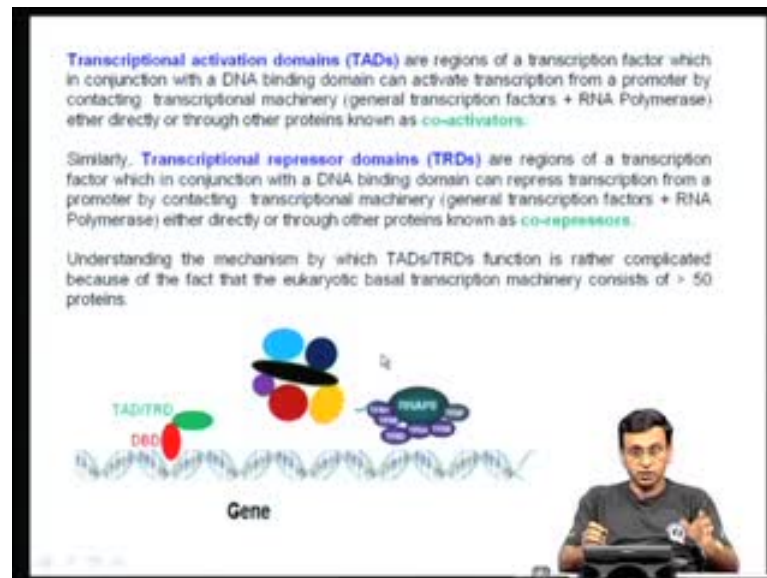 Transcriptional activation domains (TADs) are regions of a transcription factor which
in conjunction with a DNA binding domain can activate transcription from a promoter by
contacting transcriptional machinery (general transcription factors + RNA Polymerase)
ether directly or through other proteins known as co-activators.
Similarly, Transcriptional repressor domains (TRDs) are regions of a transcription
factor which in conjunction with a DNA binding domain can repress transcription from a
promoter by contacting transcriptional machinery (general transcription factors + RNA
Polymerase) either directly or through other proteins known as co-repressors.
Understanding the mechanism by which TADs/TRDs function is rather complicated
because of the fact that the eukaryotic basal transcription machinery consists of > 50
proteins.
TAD/TRD
DBD
RNAPII
Gene